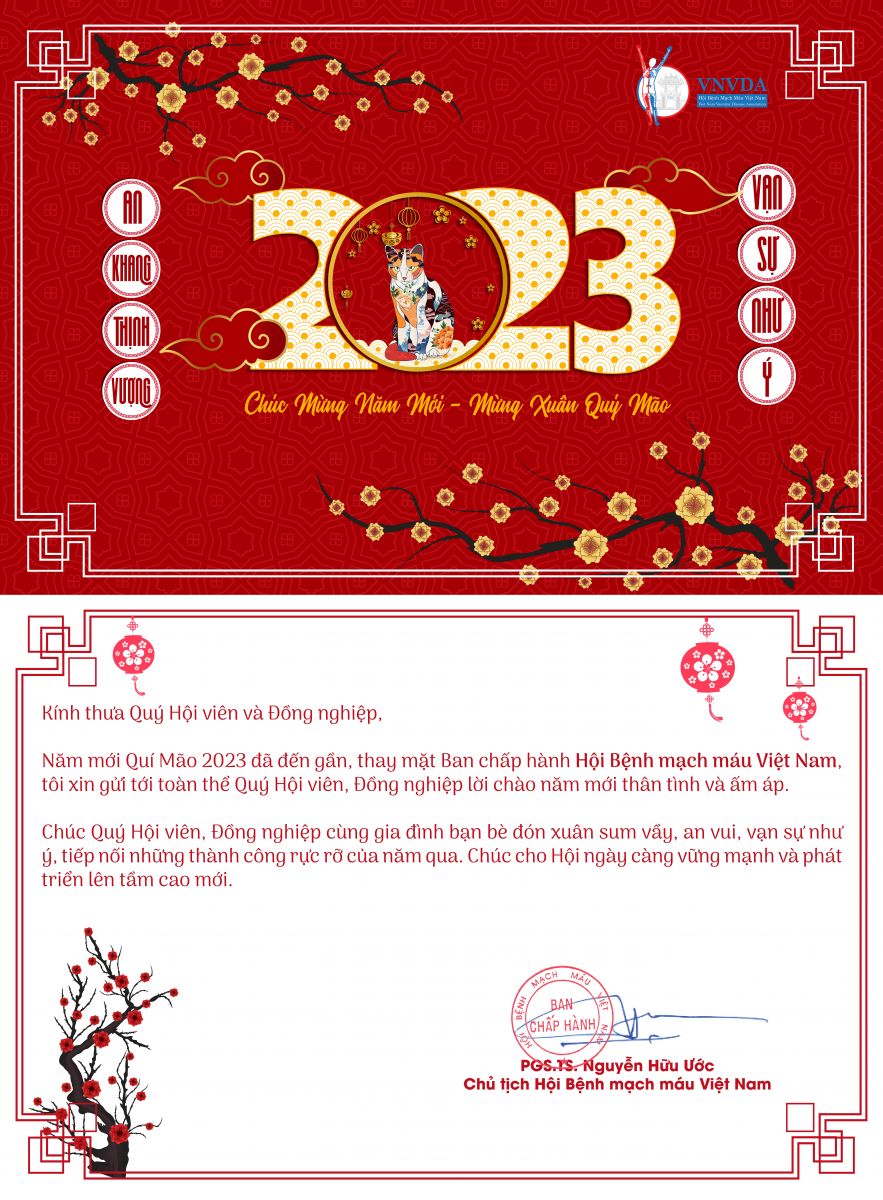 VNVDA
Hội Bệnh Mạch Máu Việt Nam
Viet Nam Vascular Disease Association
AN
KHANG
THỊNH
VƯỢNG
2023
VẠN
SỰ
NHƯ
Ý
Chúc Mừng Năm Mới - Mừng Xuân Quý Mão
Kính thưa Quý Hội viên và Đồng nghiệp,
Năm mới Quí Mão 2023 đã đến gần, thay mặt Ban chấp hành Hội Bệnh mạch máu Việt Nam,
tôi xin gửi tới toàn thể Quý Hội viên, Đồng nghiệp lời chào năm mới thân tình và ấm áp.
Chúc Quý Hội viên, Đồng nghiệp cùng gia đình bạn bè đón xuân sum vầy, an vui, vạn sự như
ý, tiếp nối những thành công rực rỡ của năm qua. Chúc cho Hội ngày càng vững mạnh và phát
triển lên tầm cao mới.
HỘI BỆNH MẠCH MÁU VIỆT NAM
BAN
CHẤP HÀNH
PGS.TS. Nguyễn Hữu Ước
Chủ tịch Hội Bệnh mạch máu Việt Nam